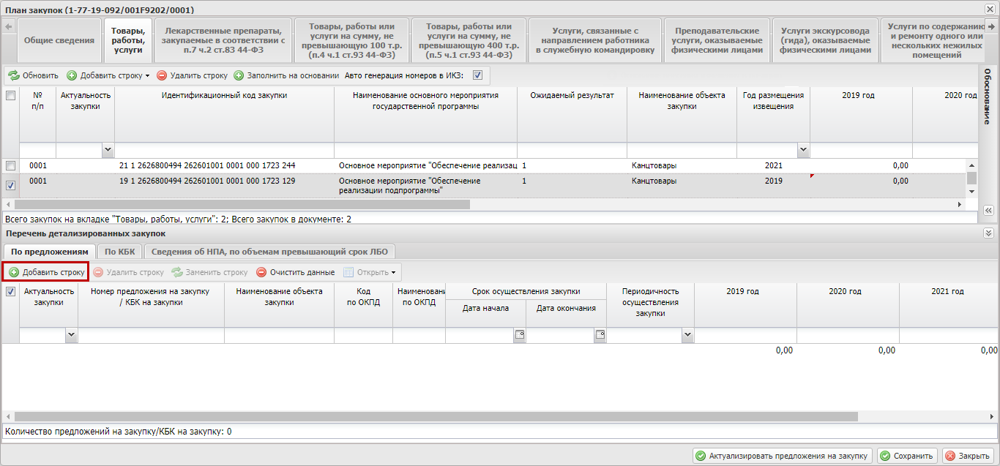 План закупок (1-77-19-092/001F9202/0001)
Общие сведения
Товары,
работы,
услуги
Лекарственные препараты,
закупаемые в соответствии с
п.7 ч.2 ст.83 44-ФЗ
Товары, работы или
услуги на сумму, не
превышающую 100 т.р.
(п.4 ч.1 ст.93 44-ФЗ)
Товары, работы или
услуги на сумму, не
превышающую 400 т.р.
(п.5 ч.1 ст.93 44-ФЗ)
Услуги, связанные с
направлением работника
в служебную командировку
Преподавательские
услуги, оказываемые
физическими лицами
Услуги экскурсовода
(гида), оказываемые
физическими лицами
Услуги по содержанию
и ремонту одного или
нескольких нежилых
помещений
Обновить Добавить строку Удалить строку Заполнить на основании Авто генерация номеров в ИКЗ:
Обоснование
№
п/п
Актуальность
закупки
Идентификационный код закупки
Наименование основного мероприятия
государственной программы
Ожидаемый результат
Наименование объекта
закупки
Год размещения
извещения
2019 год
2020 год
0001 21 1 2626800494 262601001 0001 000 1723 244 Основное мероприятие "Обеспечение реализац 1 Канцтовары 2021 0,00
0001 19 1 2626800494 262601001 0001 000 1723 129 Основное мероприятие "Обеспечение 1 Канцтовары 2019 0,00
реализации подпрограммы"
Всего закупок на вкладке "Товары, работы, услуги": 2; Всего закупок в документе: 2
Перечень детализированных закупок
По предложениям По КБК Сведения об НПА, по объемам превышающий срок ЛБО
Добавить строку Удалить строку Заменить строку Очистить данные Открыть
Актуальность
закупки
Номер предложения на закупку
/ КБК на закупки
Наименование объекта
закупки
Код
по ОКПД
Наименовани
по ОКПД
Срок осуществления закупки
Дата начала Дата окончания
Периодичность
осуществления
закупки
2019 год
2020 год
2021 год
0,00 0,00 0,00
Количество предложений на закупку/КБК на закупку: 0
Актуализировать предложения на закупку Сохранить Закрыть